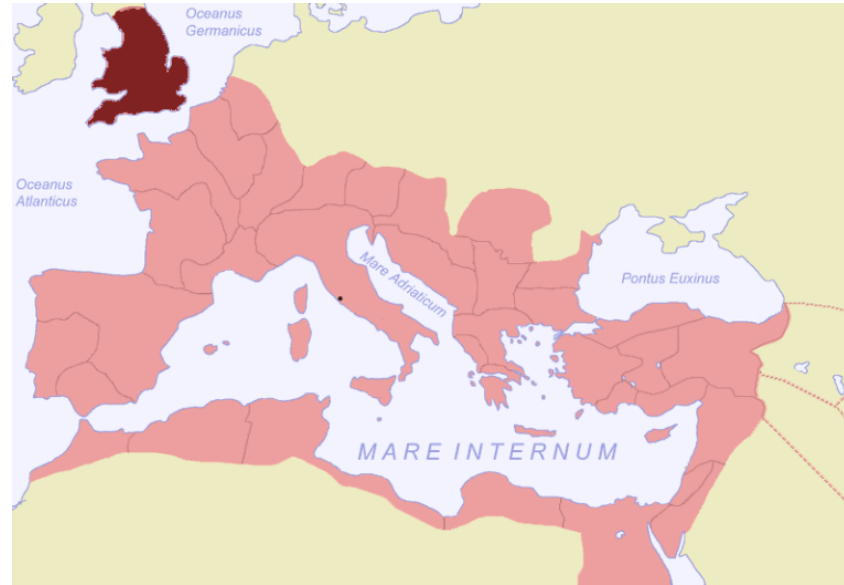 Oceanus
Germanicus
Oceanus
Atlanticus
Mare Adriaticum
Pontus Euxinus
MARE INTERNUM